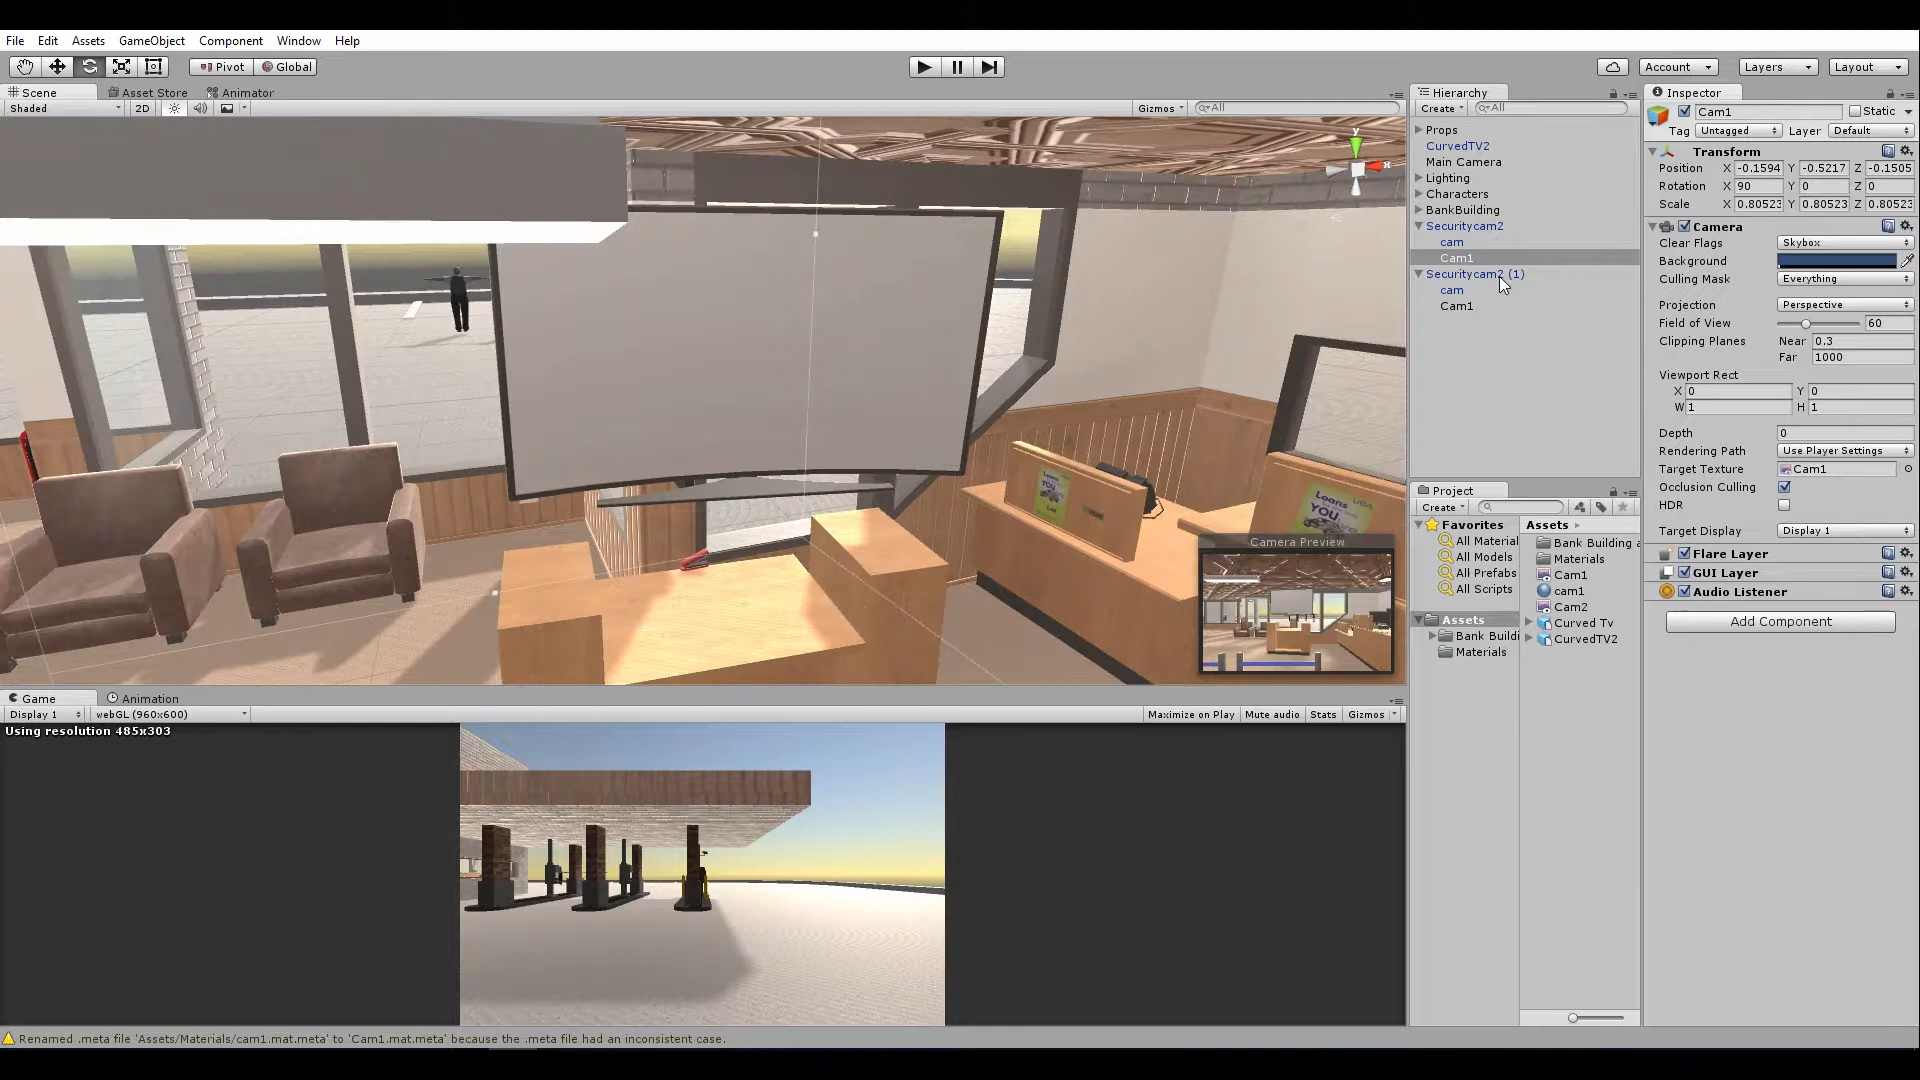 File Edit Assets GameObject Component Window Help
Pivot Global
Account Layers Layout
Scene Asset Store Animator
Shaded 2D Gizmos All
y
x
Loans
YOU
Camera Preview
Game Animation
Display 1 webGL (960x600) Maximize on Play Mute audio Stats Gizmos
Using resolution 485x303
Renamed .meta file 'Assets/Materials/cam1.mat.meta' to 'Cam1.mat.meta' because the .meta file had an inconsistent case.
Hierarchy
Create All
Props
CurvedTV2
Main Camera
Lighting
Characters
BankBuilding
Securitycam2
cam
Cam1
Securitycam2 (1)
cam
Cam1
Project
Create
Favorites
All Material
All Models
All Prefabs
All Scripts
Assets
Bank Buildi
Materials
Assets
Bank Building a
Materials
Cam1
cam1
Cam2
Curved Tv
CurvedTV2
Inspector
Cam1 Static
Tag Untagged Layer Default
Transform
Position X -0.1594 Y -0.5217 Z -0.1505
Rotation X 90 Y 0 Z 0
Scale X 0.80523 Y 0.80523 Z 0.80523
Camera
Clear Flags Skybox
Background
Culling Mask Everything
Projection Perspective
Field of View 60
Clipping Planes Near 0.3
Far 1000
Viewport Rect
X 0 Y 0
W 1 H 1
Depth 0
Rendering Path Use Player Settings
Target Texture Cam1
Occlusion Culling
HDR
Target Display Display 1
Flare Layer
GUI Layer
Audio Listener
Add Component